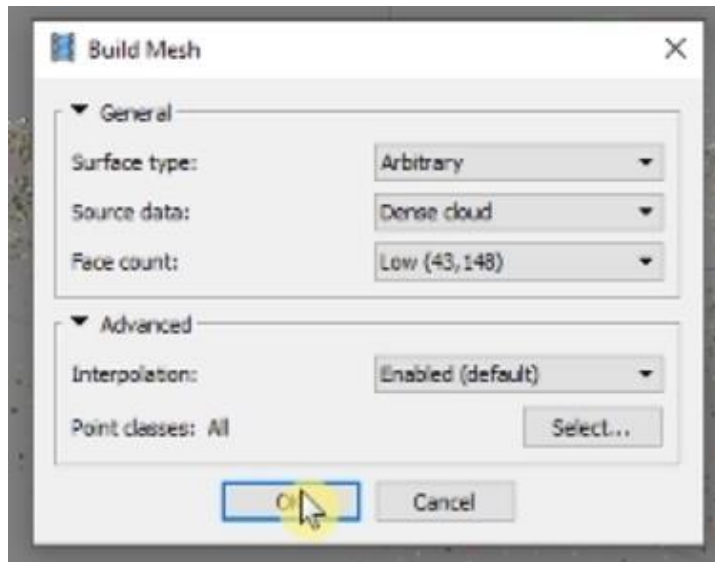 Build Mesh
General
Surface type: Arbitrary
Source data: Dense cloud
Face count: Low (43,148)
Advanced
Interpolation: Enabled (default)
Point classes: All Select...
Cancel